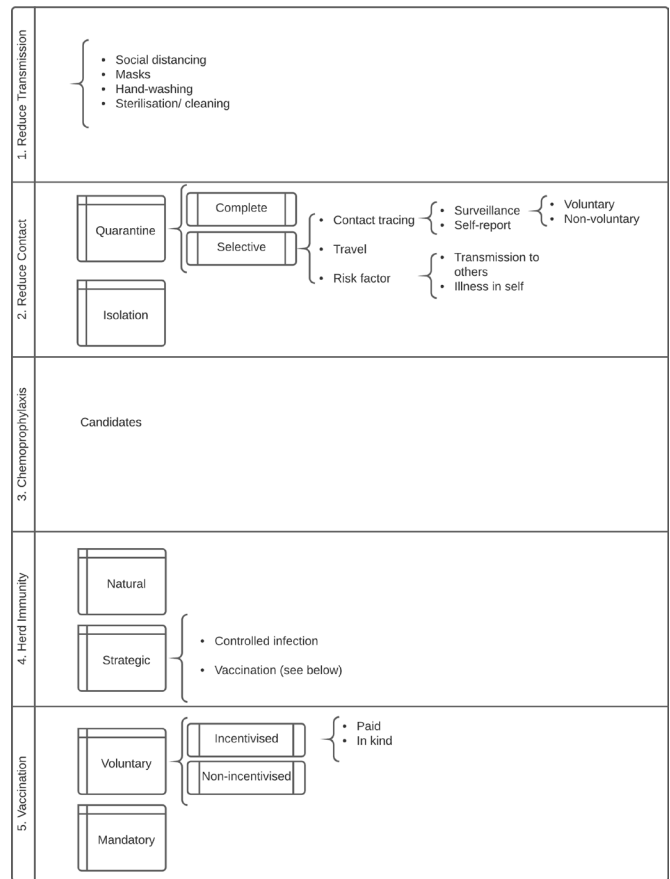 1. Reduce Transmission
• Social distancing
• Masks
• Hand-washing
• Sterilisation/ cleaning
2. Reduce Contact
Quarantine
Complete
Selective
• Contact tracing
• Travel
• Risk factor
• Surveillance
• Self-report
• Voluntary
• Non-voluntary
• Transmission to
others
• Illness in self
Isolation
3. Chemoprophylaxis
Candidates
4. Herd Immunity
Natural
Strategic
• Controlled infection
• Vaccination (see below)
5. Vaccination
Voluntary
Incentivised
Non-incentivised
• Paid
• In kind
Mandatory